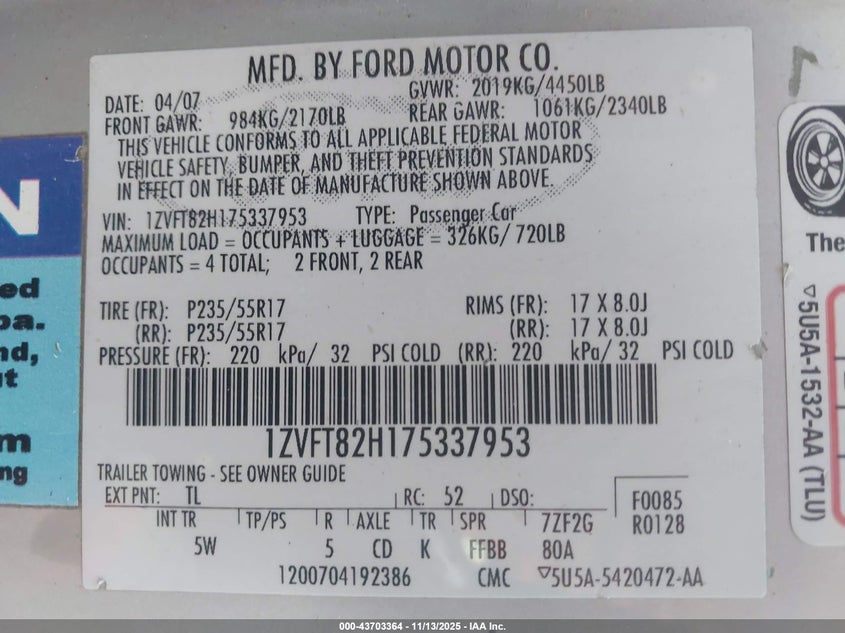 MFD. BY FORD MOTOR CO.
DATE: 04/07 GVWR: 2019KG/4450LB
FRONT GAWR: 984KG/2170LB REAR GAWR: 1061KG/2340LB
THIS VEHICLE CONFORMS TO ALL APPLICABLE FEDERAL MOTOR
VEHICLE SAFETY, BUMPER, AND THEFT PREVENTION STANDARDS
IN EFFECT ON THE DATE OF MANUFACTURE SHOWN ABOVE.
VIN: 1ZVFT82H175337953 TYPE: Passenger Car
MAXIMUM LOAD = OCCUPANTS + LUGGAGE = 326KG/ 720LB
OCCUPANTS = 4 TOTAL; 2 FRONT, 2 REAR
TIRE (FR): P235/55R17 RIMS (FR): 17 X 8.0J
(RR): P235/55R17 (RR): 17 X 8.0J
PRESSURE (FR): 220 kPa/ 32 PSI COLD (RR): 220 kPa/ 32 PSI COLD
1ZVFT82H175337953
TRAILER TOWING - SEE OWNER GUIDE
EXT PNT: TL RC: 52 DSO: F0085
INT TR TP/PS R AXLE TR SPR 7ZF2G R0128
5W 5 CD K FFBB 80A
1200704192386 CMC ▽5U5A-5420472-AA
N
ed
pa.
nd,
ut
m
ng
The
▽5U5A-1532-AA (TLU)
000-43703364 - 11/13/2025 - IAA Inc.